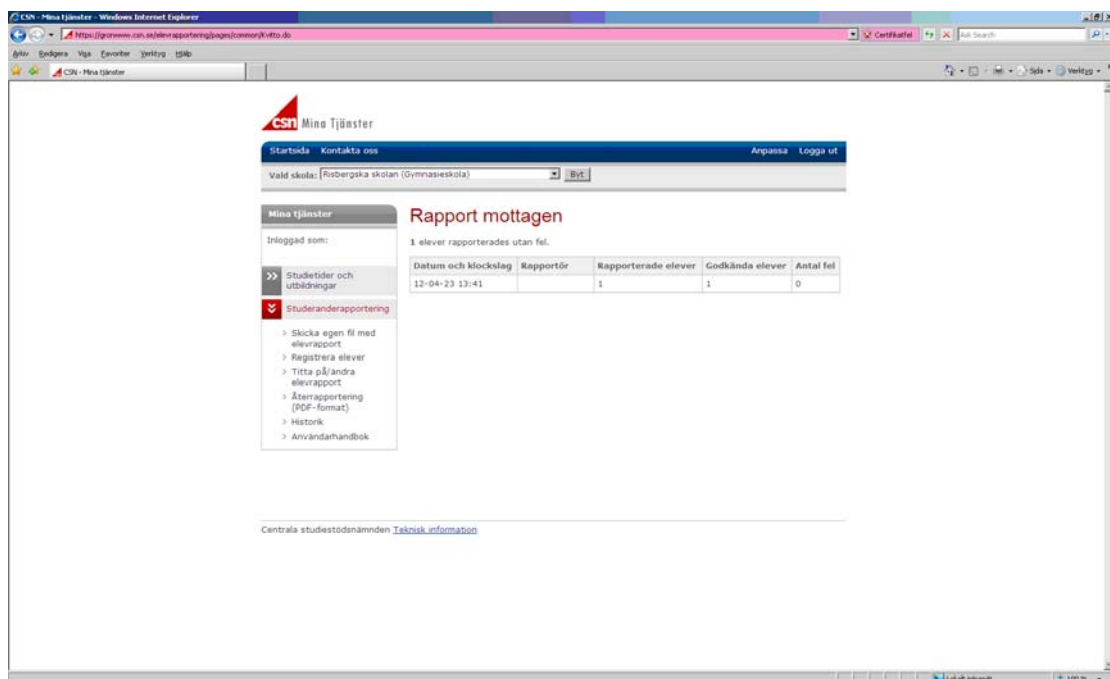 CSN - Mina tjänster - Windows Internet Explorer
https://gronwww.csn.se/elevrapportering/pages/common/Kvitto.do
Certifikatfel
Ask Search
Arkiv Redigera Visa Favoriter Verktyg Hjälp
CSN - Mina tjänster
Sida
Verktyg
csn Mina Tjänster
Startsida Kontakta oss Anpassa Logga ut
Vald skola: Risbergska skolan (Gymnasieskola) Byt
Mina tjänster
Inloggad som:
Studietider och
utbildningar
Studeranderapportering
Skicka egen fil med
elevrapport
Registrera elever
Titta på/ändra
elevrapport
Återrapportering
(PDF-format)
Historik
Användarhandbok
Rapport mottagen
1 elever rapporterades utan fel.
Datum och klockslag Rapportör Rapporterade elever Godkända elever Antal fel
12-04-23 13:41 1 1 0
Centrala studiestödsnämnden Teknisk information
Lokalt intranät
100 %